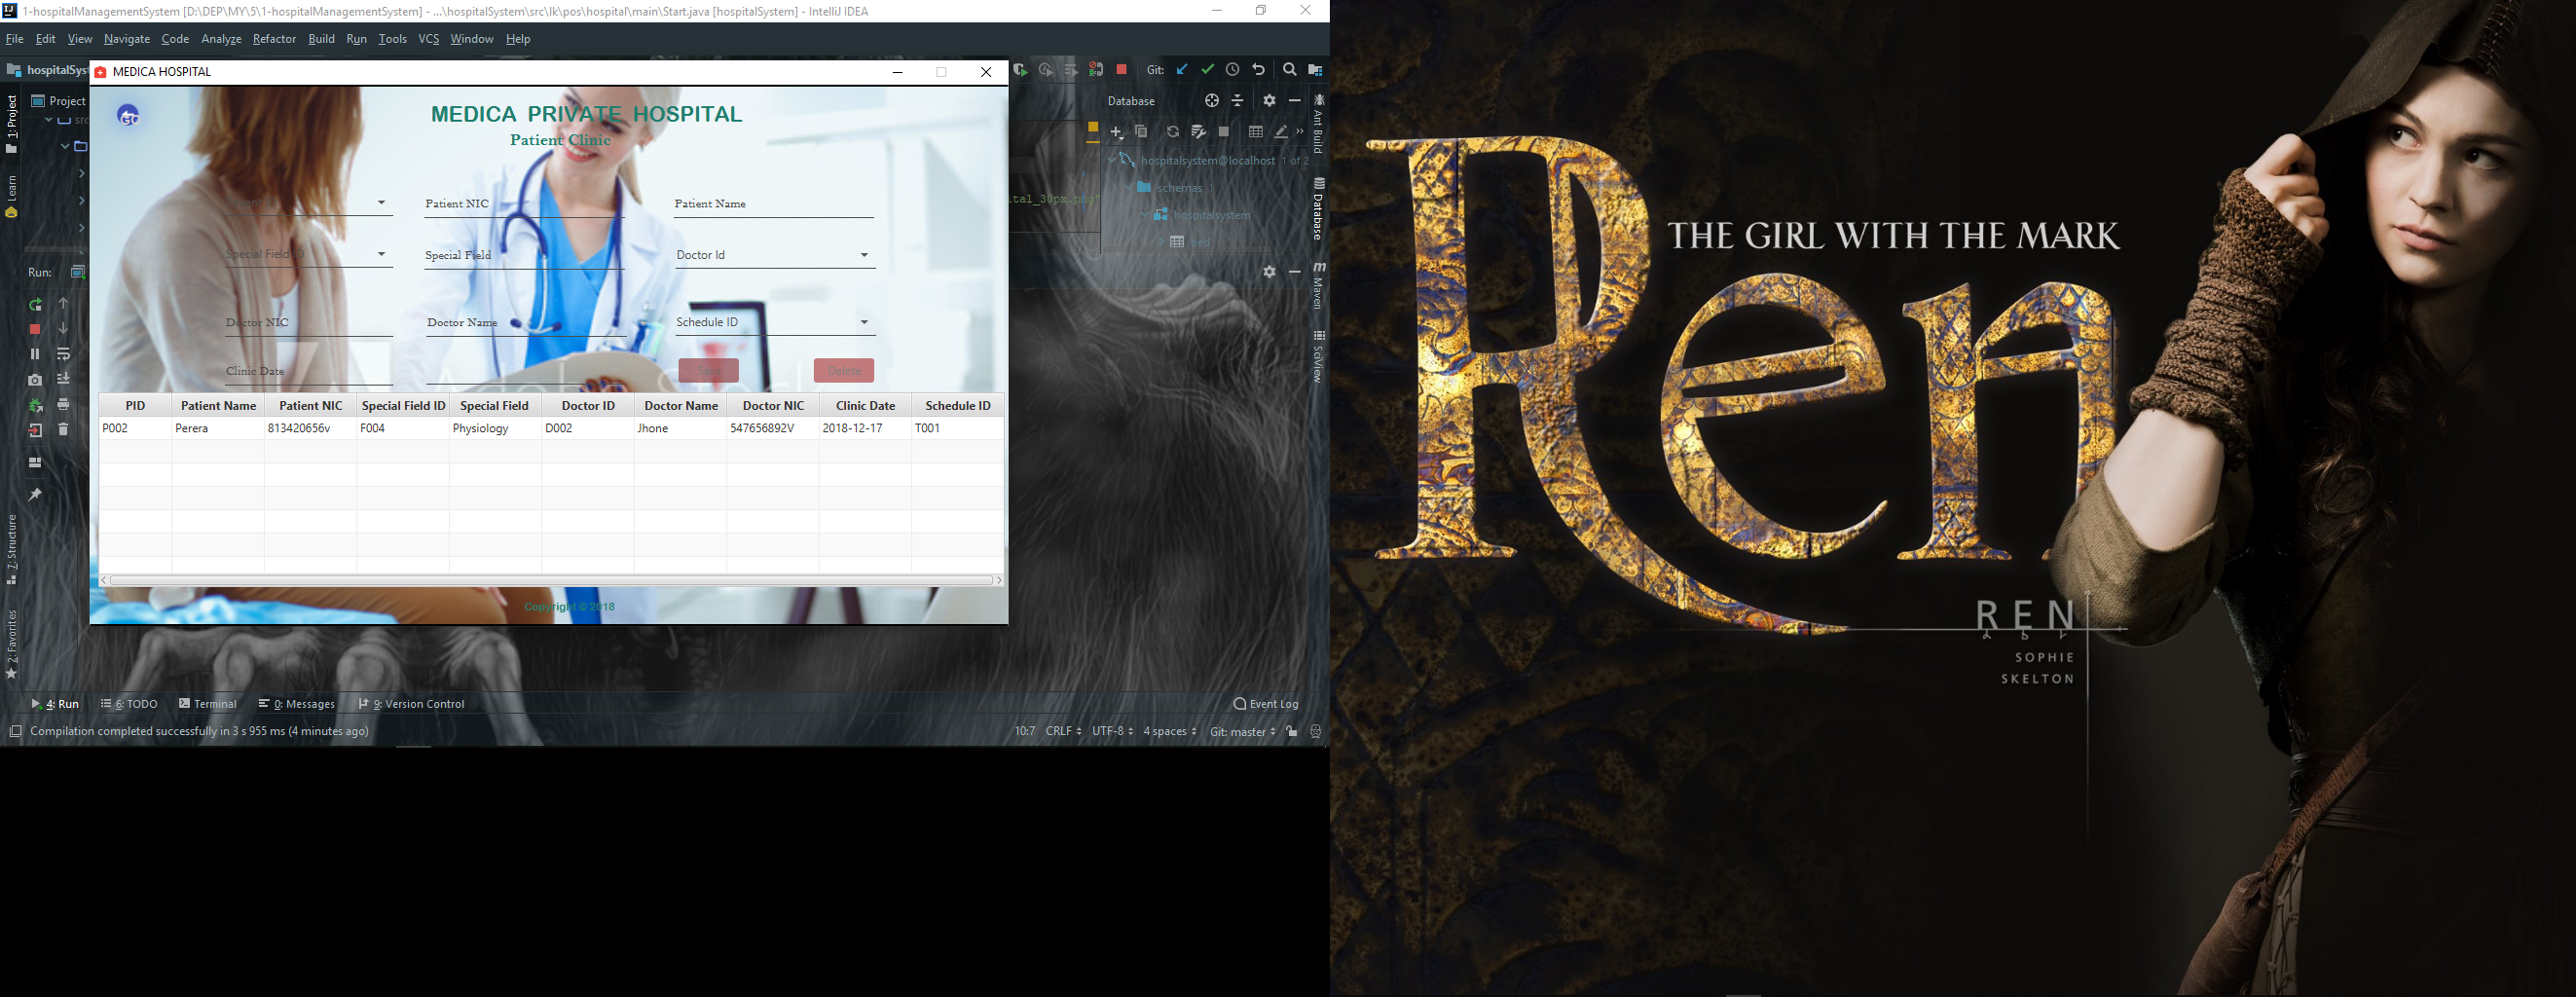 1-hospitalManagementSystem [D:\DEP\MY\5\1-hospitalManagementSystem] - ...\hospitalSystem\src\lk\pos\hospital\main\Start.java [hospitalSystem] - IntelliJ IDEA
File Edit View Navigate Code Analyze Refactor Build Run Tools VCS Window Help
hospitalSys
MEDICA HOSPITAL
Git:
1: Project
Project
src
Learn
Run:
7: Structure
2: Favorites
GO
MEDICA PRIVATE HOSPITAL
Patient Clinic
Patient NIC
Patient Name
Special Field ID
Special Field
Doctor Id
Doctor NIC
Doctor Name
Schedule ID
Clinic Date
Save
Delete
PID Patient Name Patient NIC Special Field ID Special Field Doctor ID Doctor Name Doctor NIC Clinic Date Schedule ID
P002 Perera 813420656v F004 Physiology D002 Jhone 547656892V 2018-12-17 T001
Copyright © 2018
Database
hospitalsystem@localhost 1 of 2
schemas 1
hospitalsystem
bed
ital_30px.png"
Ant Build
Database
Maven
SciView
4: Run 6: TODO Terminal 0: Messages 9: Version Control
Event Log
Compilation completed successfully in 3 s 955 ms (4 minutes ago)
10:7 CRLF UTF-8 4 spaces Git: master
THE GIRL WITH THE MARK
Ren
REN
SOPHIE
SKELTON